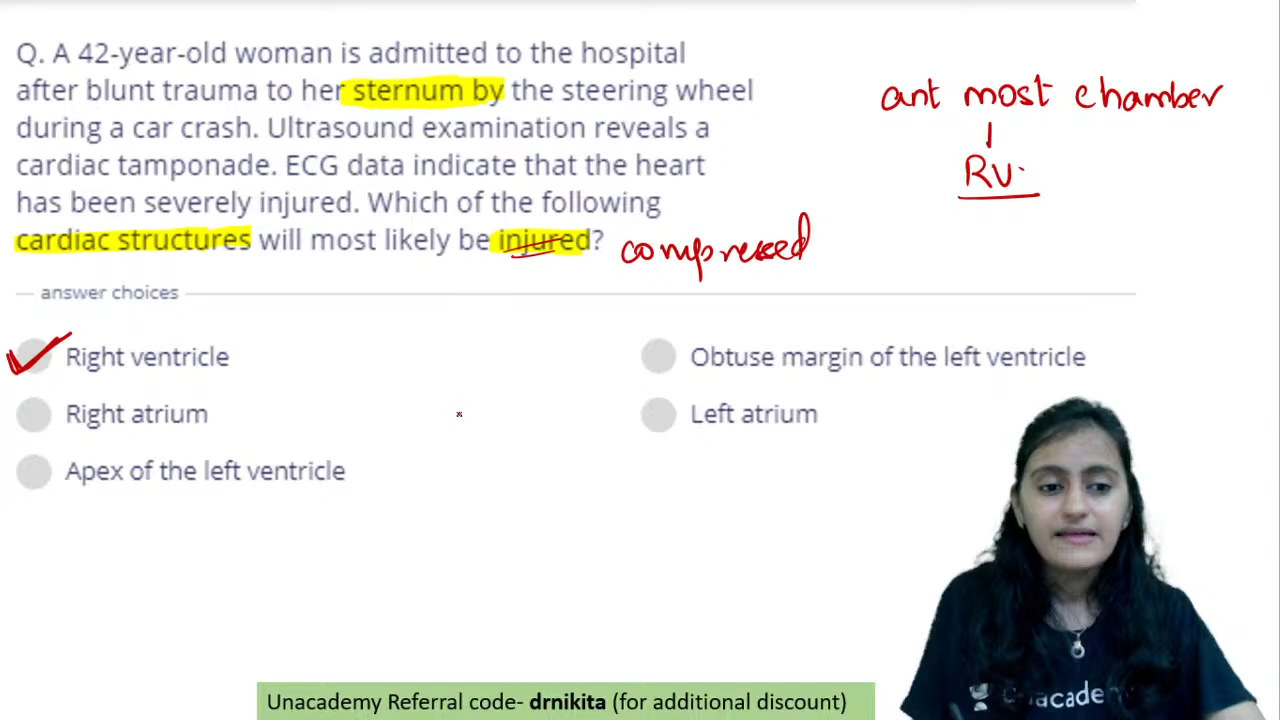 Q. A 42-year-old woman is admitted to the hospital
after blunt trauma to her sternum by the steering wheel
during a car crash. Ultrasound examination reveals a
cardiac tamponade. ECG data indicate that the heart
has been severely injured. Which of the following
cardiac structures will most likely be injured?
compressed
ant most chamber
RV.
answer choices
Right ventricle
Obtuse margin of the left ventricle
Right atrium
Left atrium
Apex of the left ventricle
Unacademy Referral code- drnikita (for additional discount)